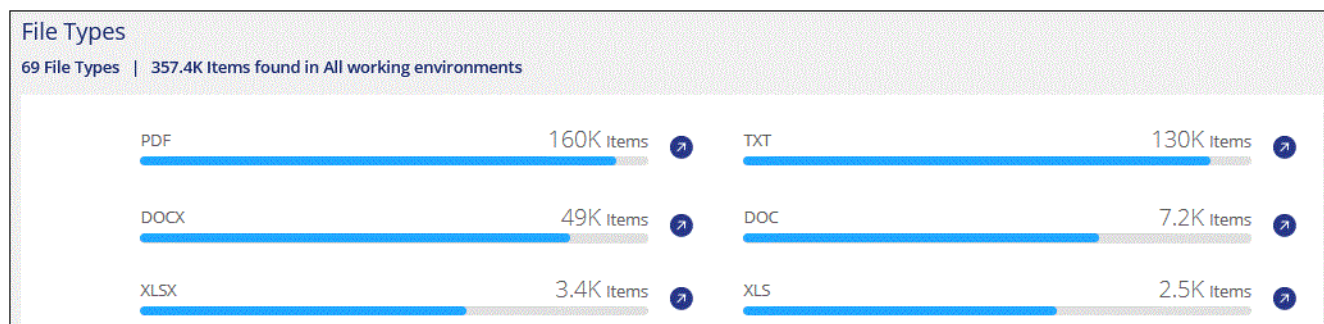 File Types
69 File Types | 357.4K Items found in All working environments
PDF 160K Items
TXT 130K Items
DOCX 49K Items
DOC 7.2K Items
XLSX 3.4K Items
XLS 2.5K Items